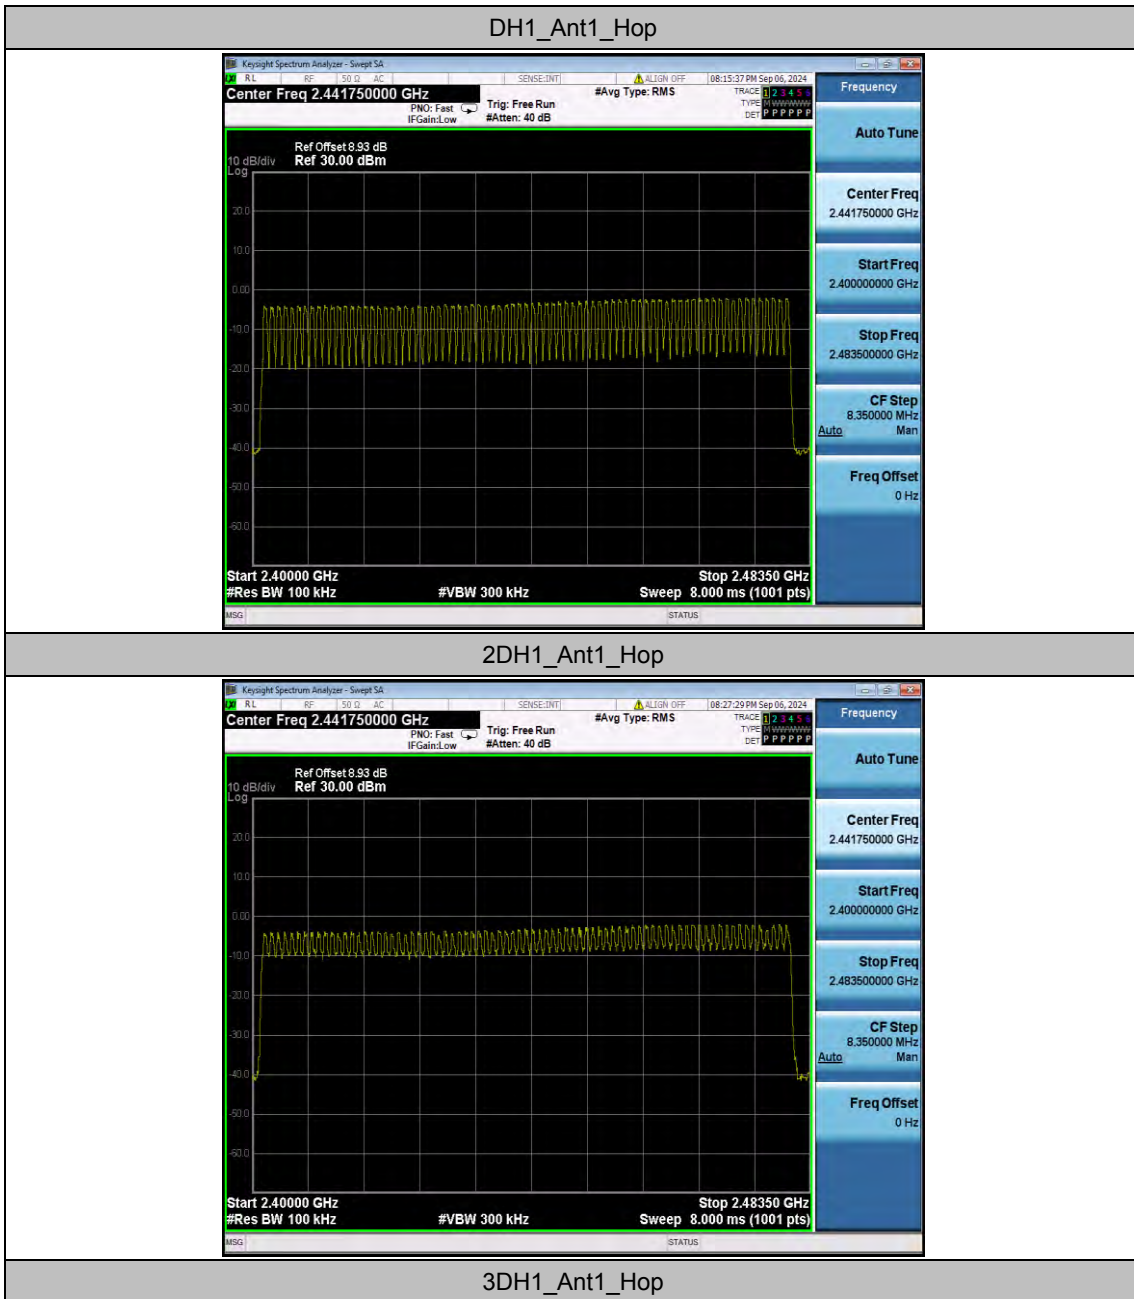 DH1_Ant1_Hop
Keysight Spectrum Analyzer - Swept SA
RL RF 50 Ω AC SENSE:INT ALIGN OFF 08:15:37 PM Sep 06, 2024
Center Freq 2.441750000 GHz
#Avg Type: RMS
TRACE 1 2 3 4 5 6
PNO: Fast Trig: Free Run
TYPE M WWWWW
IFGain:Low #Atten: 40 dB
DET P P P P P P
Frequency
Auto Tune
Ref Offset 8.93 dB
10 dB/div Ref 30.00 dBm
Log
20.0
10.0
0.00
-10.0
-20.0
-30.0
-40.0
-50.0
-60.0
Start 2.40000 GHz Stop 2.48350 GHz
#Res BW 100 kHz #VBW 300 kHz Sweep 8.000 ms (1001 pts)
Center Freq
2.441750000 GHz
Start Freq
2.400000000 GHz
Stop Freq
2.483500000 GHz
CF Step
8.350000 MHz
Auto Man
Freq Offset
0 Hz
MSG STATUS
2DH1_Ant1_Hop
Keysight Spectrum Analyzer - Swept SA
RL RF 50 Ω AC SENSE:INT ALIGN OFF 08:27:29 PM Sep 06, 2024
Center Freq 2.441750000 GHz
#Avg Type: RMS
TRACE 1 2 3 4 5 6
PNO: Fast Trig: Free Run
TYPE M WWWWW
IFGain:Low #Atten: 40 dB
DET P P P P P P
Frequency
Auto Tune
Ref Offset 8.93 dB
10 dB/div Ref 30.00 dBm
Log
20.0
10.0
0.00
-10.0
-20.0
-30.0
-40.0
-50.0
-60.0
Start 2.40000 GHz Stop 2.48350 GHz
#Res BW 100 kHz #VBW 300 kHz Sweep 8.000 ms (1001 pts)
Center Freq
2.441750000 GHz
Start Freq
2.400000000 GHz
Stop Freq
2.483500000 GHz
CF Step
8.350000 MHz
Auto Man
Freq Offset
0 Hz
MSG STATUS
3DH1_Ant1_Hop